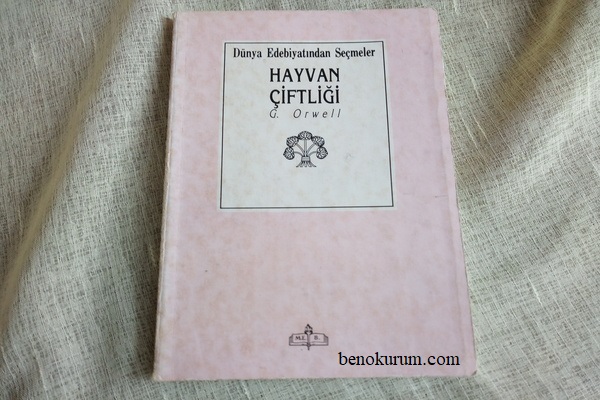 Dünya Edebiyatından Seçmeler
HAYVAN
ÇİFTLİĞİ
G. Orwell
M.E. B.
benokurum.com